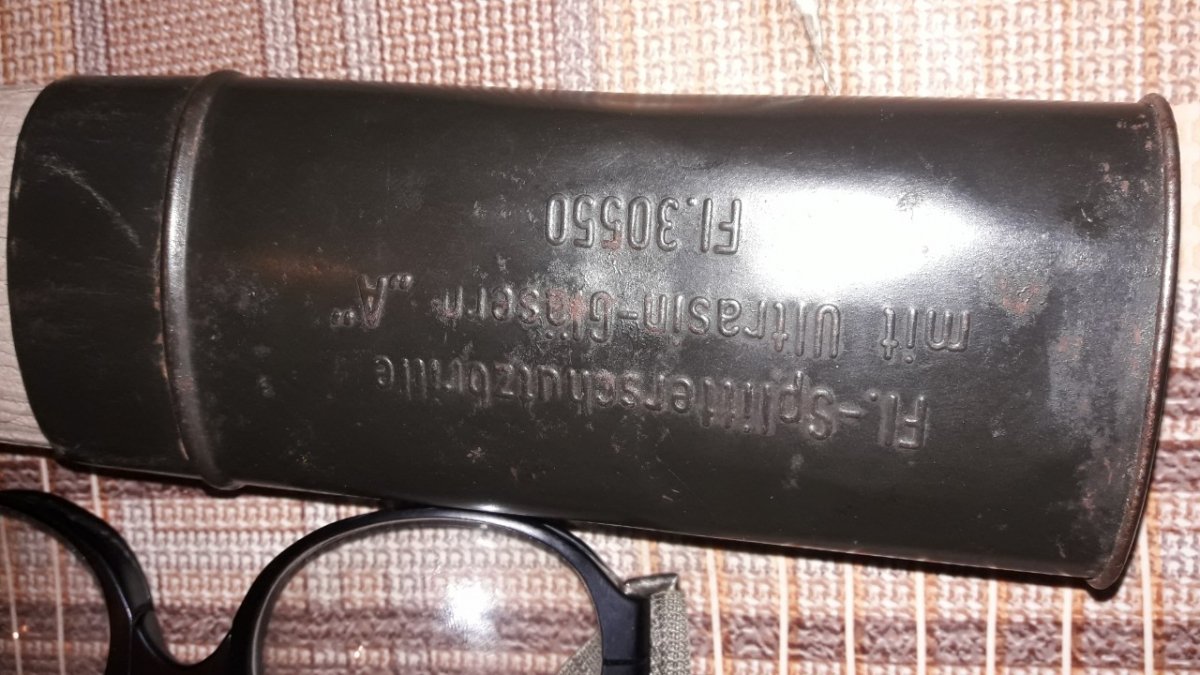 Fl.-Splitterschutzbrille
mit Ultrasin-Gläsern „A“
Fl.30550